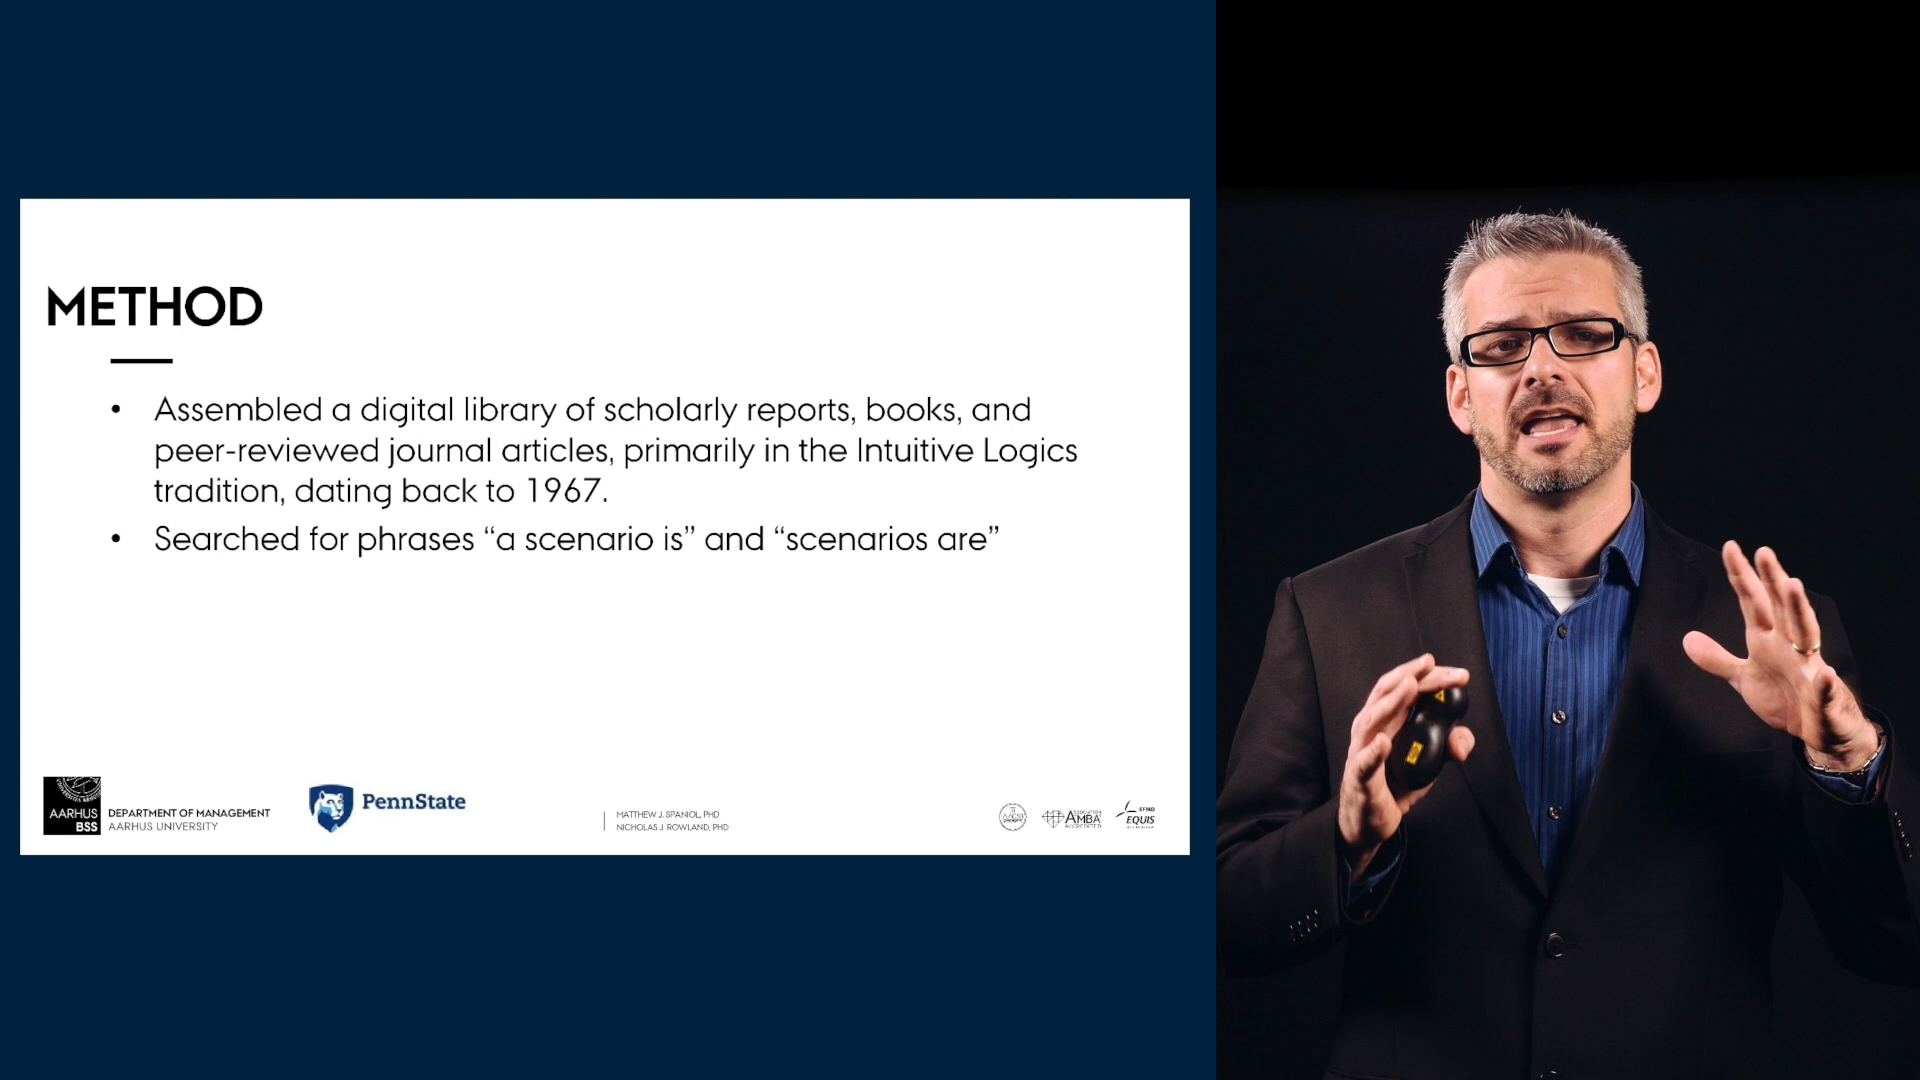 METHOD
• Assembled a digital library of scholarly reports, books, and
peer-reviewed journal articles, primarily in the Intuitive Logics
tradition, dating back to 1967.
• Searched for phrases “a scenario is” and “scenarios are”
AARHUS
BSS
DEPARTMENT OF MANAGEMENT
AARHUS UNIVERSITY
PennState
MATTHEW J. SPANIOL, PHD
NICHOLAS J. ROWLAND, PHD
AMBA
EFMD
EQUIS